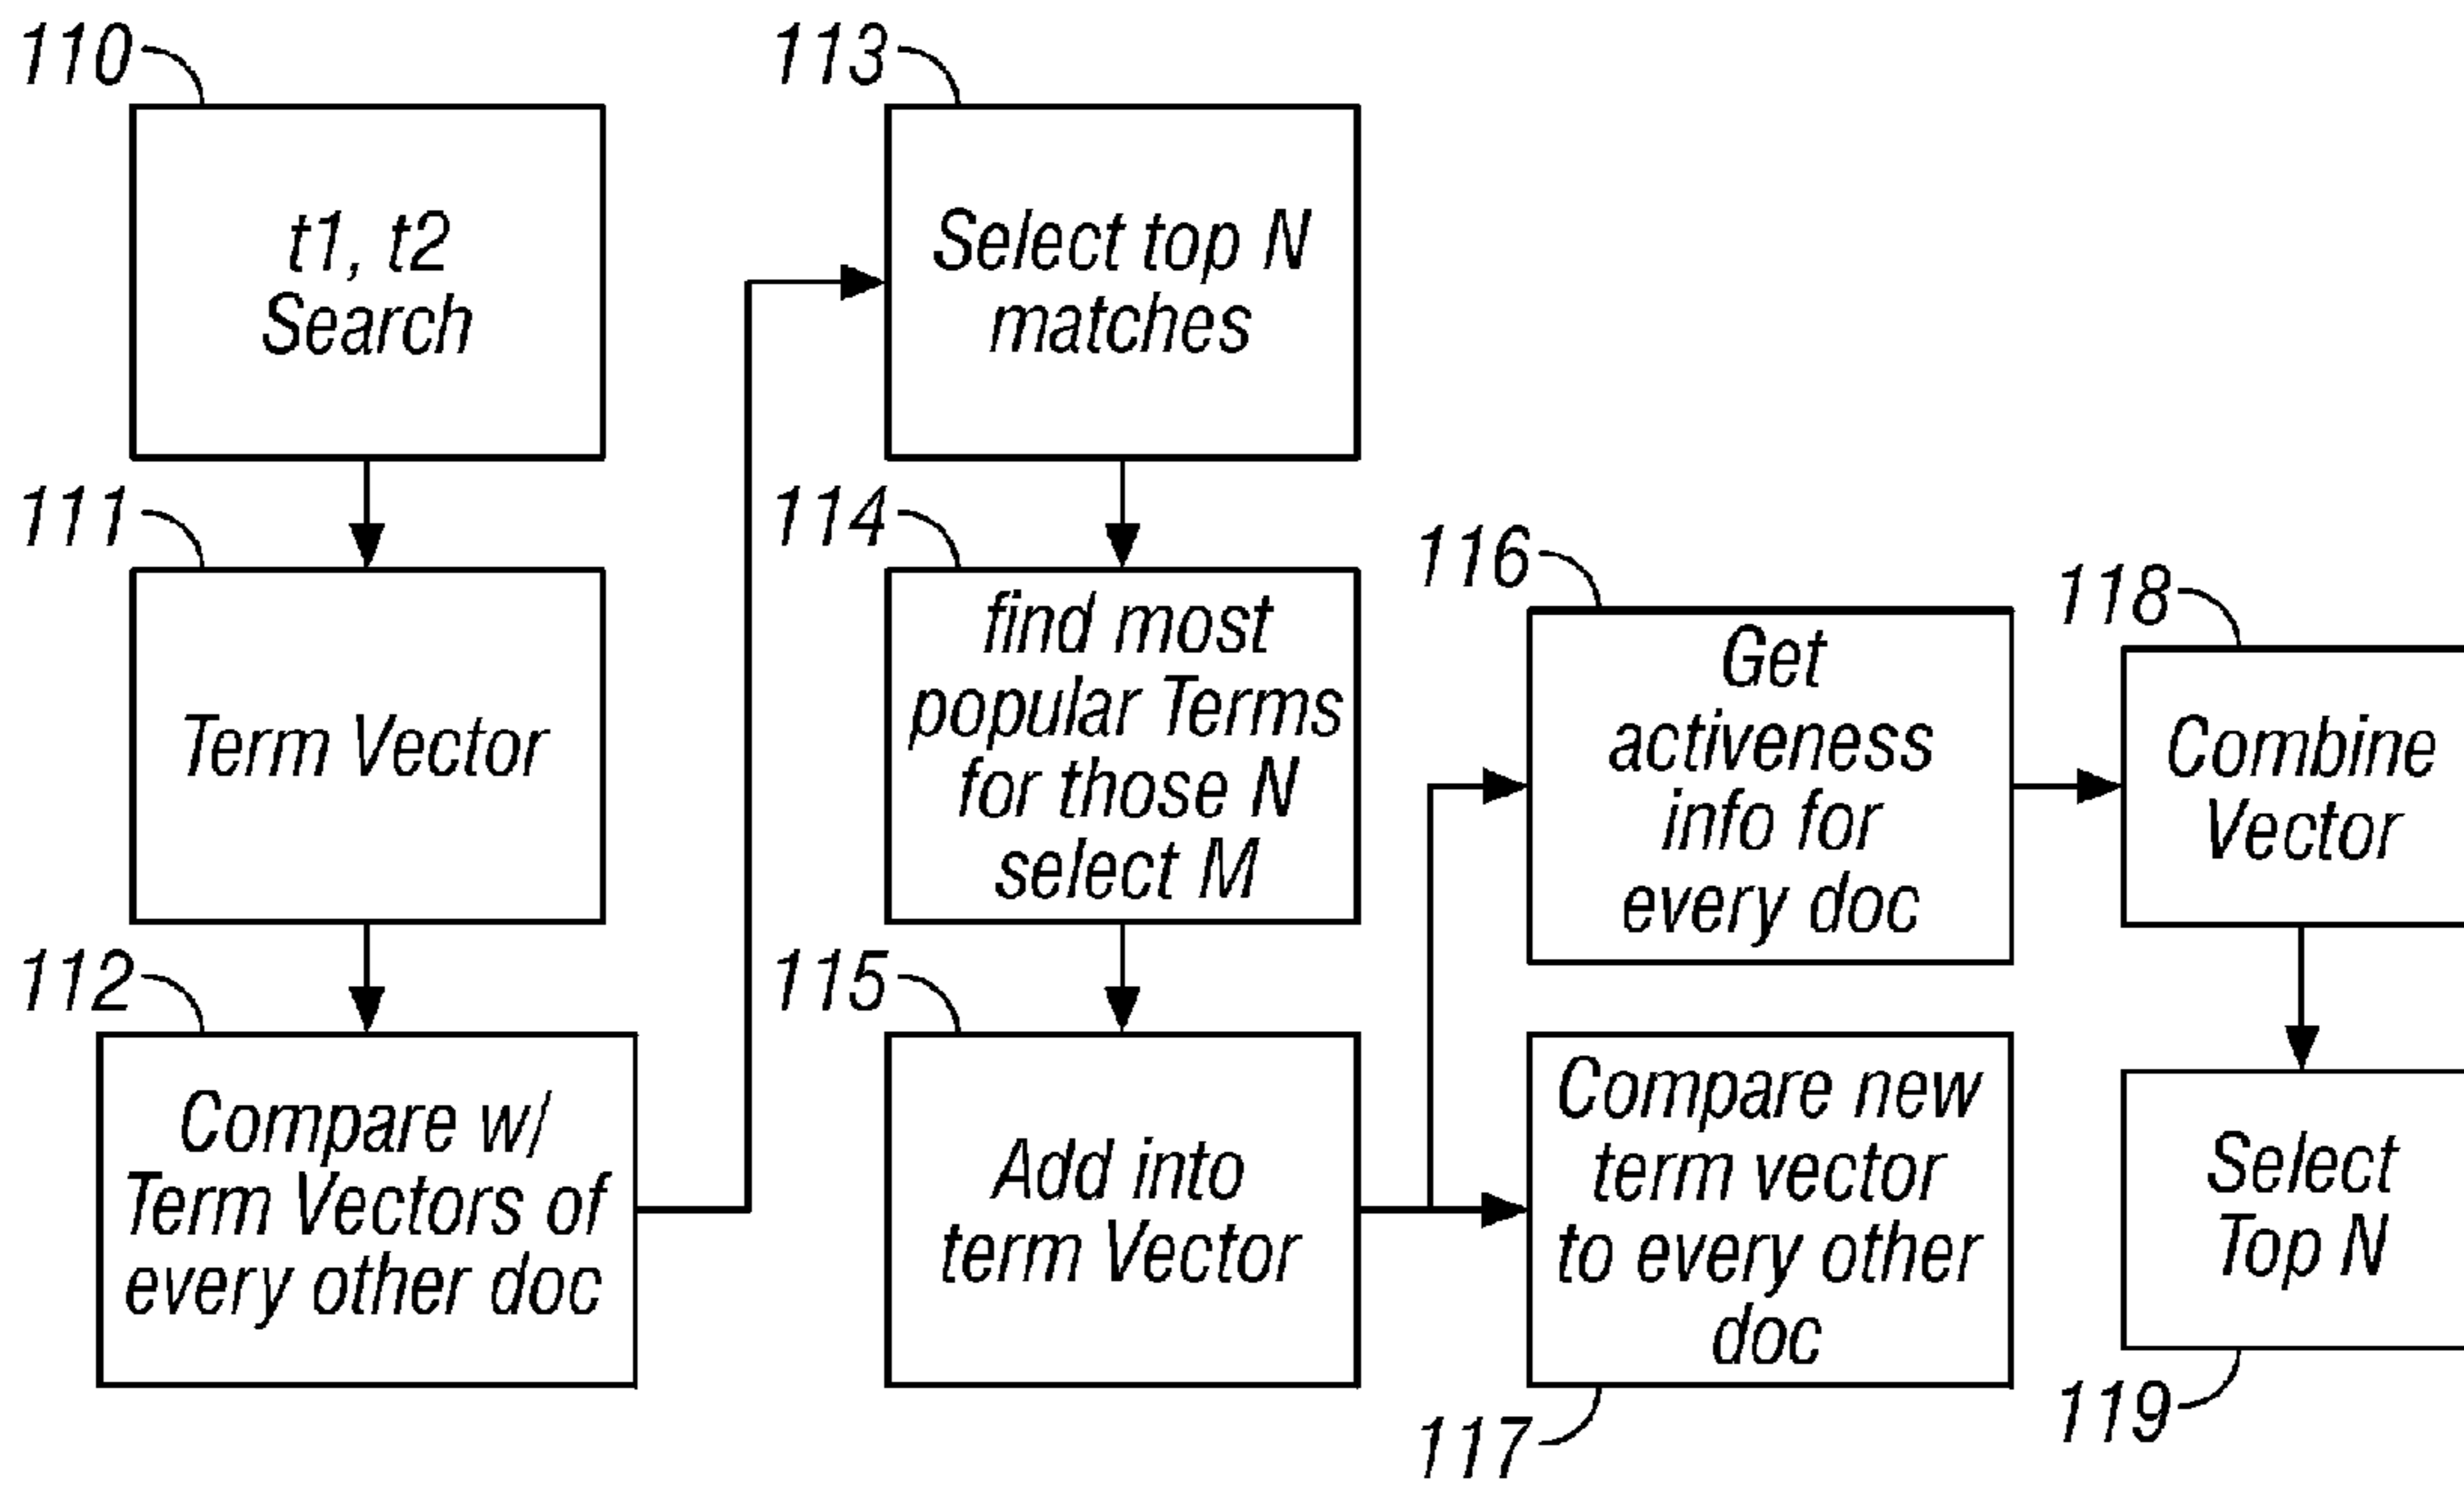 110
t1, t2
Search
111
Term Vector
112
Compare w/
Term Vectors of
every other doc
113
Select top N
matches
114
find most
popular Terms
for those N
select M
115
Add into
term Vector
116
Get
activeness
info for
every doc
117
Compare new
term vector
to every other
doc
118
Combine
Vector
119
Select
Top N